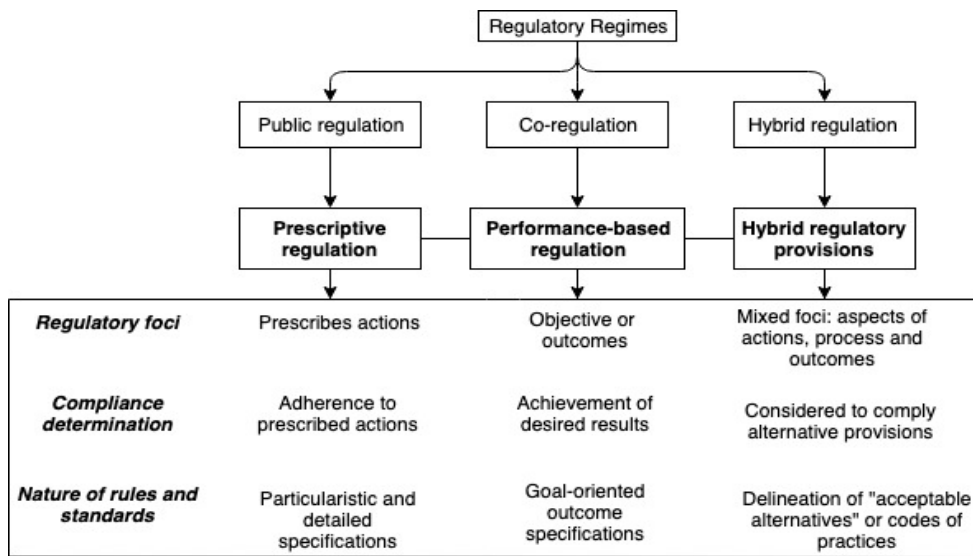 Regulatory Regimes
Public regulation
Co-regulation
Hybrid regulation
Prescriptive
regulation
Performance-based
regulation
Hybrid regulatory
provisions
Regulatory foci
Prescribes actions
Objective or
outcomes
Mixed foci: aspects of
actions, process and
outcomes
Compliance
determination
Adherence to
prescribed actions
Achievement of
desired results
Considered to comply
alternative provisions
Nature of rules and
standards
Particularistic and
detailed
specifications
Goal-oriented
outcome
specifications
Delineation of "acceptable
alternatives" or codes of
practices